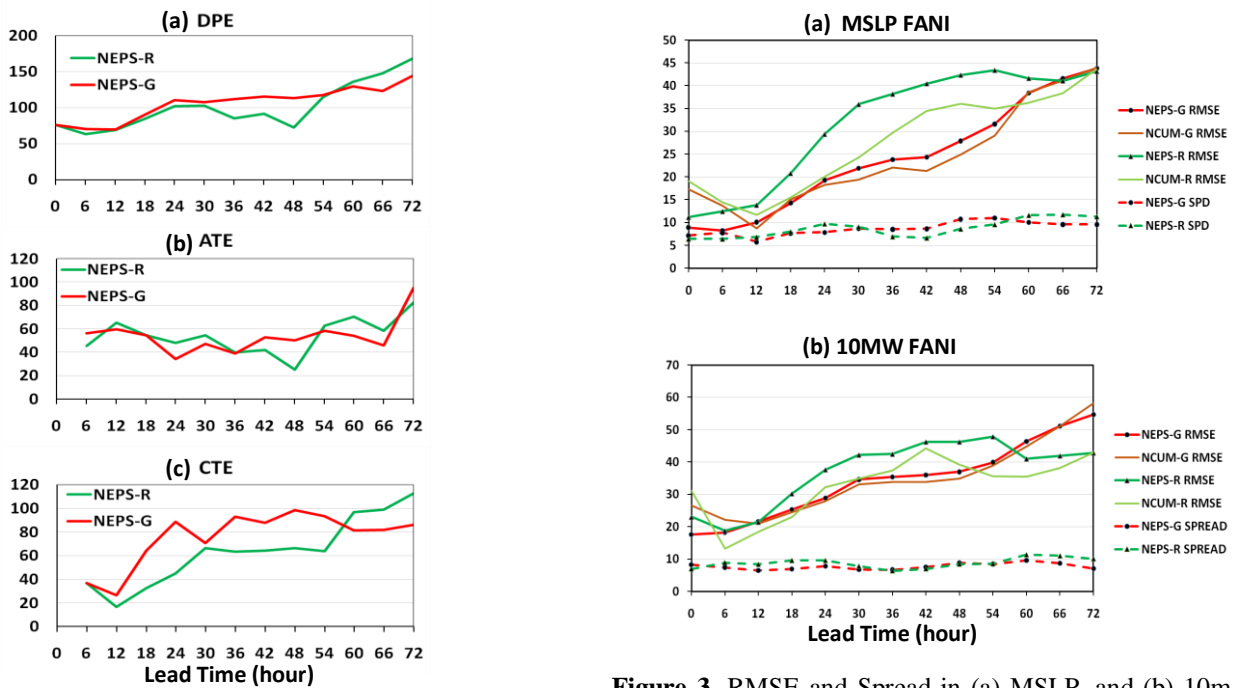 (a) DPE
200
150
100
50
0
NEPS-R
NEPS-G
0 6 12 18 24 30 36 42 48 54 60 66 72
(b) ATE
120
100
80
60
40
20
0
NEPS-R
NEPS-G
0 6 12 18 24 30 36 42 48 54 60 66 72
(c) CTE
120
100
80
60
40
20
0
NEPS-R
NEPS-G
0 6 12 18 24 30 36 42 48 54 60 66 72
Lead Time (hour)
(a) MSLP FANI
50
45
40
35
30
25
20
15
10
5
0
0 6 12 18 24 30 36 42 48 54 60 66 72
NEPS-G RMSE
NCUM-G RMSE
NEPS-R RMSE
NCUM-R RMSE
NEPS-G SPD
NEPS-R SPD
(b) 10MW FANI
70
60
50
40
30
20
10
0
0 6 12 18 24 30 36 42 48 54 60 66 72
Lead Time (hour)
NEPS-G RMSE
NCUM-G RMSE
NEPS-R RMSE
NCUM-R RMSE
NEPS-G SPREAD
NEPS-R SPREAD
Figure 3. RMSE and Spread in (a) MSLP, and (b) 10m